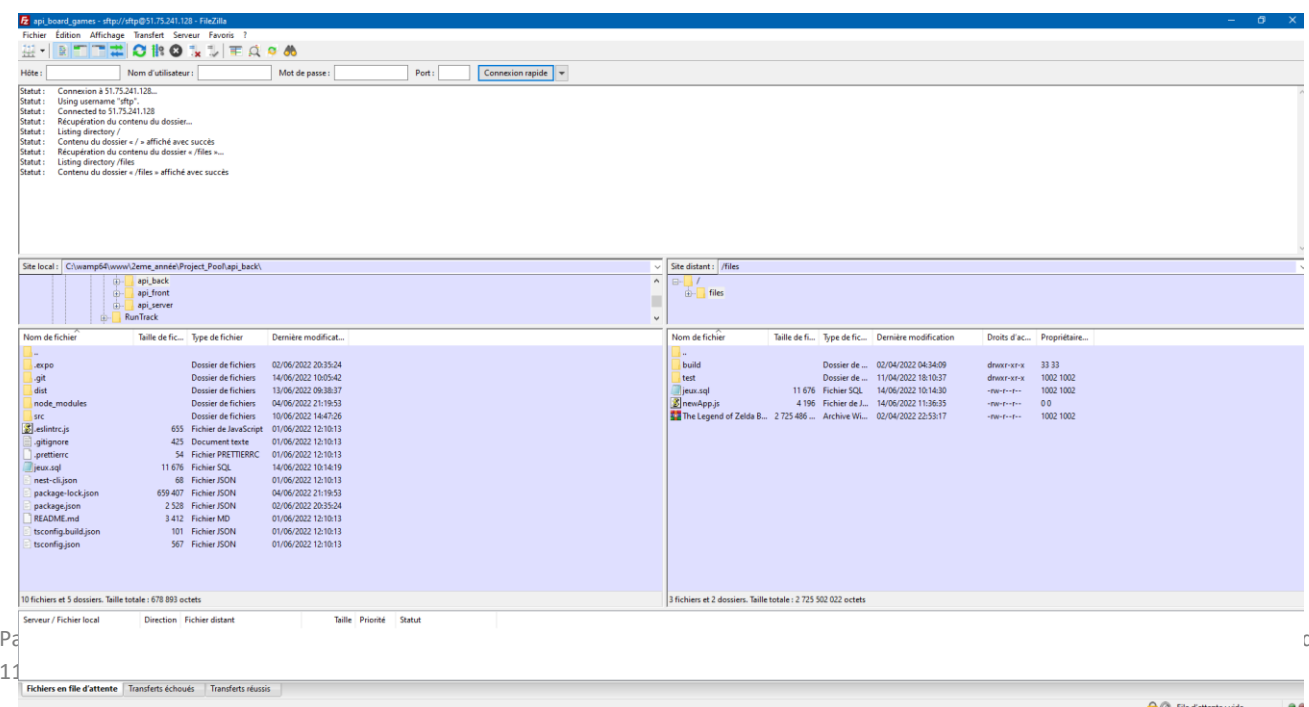 api_board_games - sftp://sftp@51.75.241.128 - FileZilla
Fichier Édition Affichage Transfert Serveur Favoris ?
Hôte : Nom d'utilisateur : Mot de passe : Port : Connexion rapide
Statut : Connexion à 51.75.241.128...
Statut : Using username "sftp".
Statut : Connected to 51.75.241.128
Statut : Récupération du contenu du dossier...
Statut : Listing directory /
Statut : Contenu du dossier « / » affiché avec succès
Statut : Récupération du contenu du dossier « /files »...
Statut : Listing directory /files
Statut : Contenu du dossier « /files » affiché avec succès
Site local : C:\wamp64\www\2eme_année\Project_Pool\api_back\
api_back
api_front
api_server
RunTrack
Nom de fichier Taille de fic... Type de fichier Dernière modificat...
..
.expo Dossier de fichiers 02/06/2022 20:35:24
.git Dossier de fichiers 14/06/2022 10:05:42
dist Dossier de fichiers 13/06/2022 09:38:37
node_modules Dossier de fichiers 04/06/2022 21:19:53
src Dossier de fichiers 10/06/2022 14:47:26
.eslintrc.js 655 Fichier de JavaScript 01/06/2022 12:10:13
.gitignore 425 Document texte 01/06/2022 12:10:13
.prettierrc 54 Fichier PRETTIERRC 01/06/2022 12:10:13
jeux.sql 11 676 Fichier SQL 14/06/2022 10:14:19
nest-cli.json 68 Fichier JSON 01/06/2022 12:10:13
package-lock.json 659 407 Fichier JSON 04/06/2022 21:19:53
package.json 2 528 Fichier JSON 02/06/2022 20:35:24
README.md 3 412 Fichier MD 01/06/2022 12:10:13
tsconfig.build.json 101 Fichier JSON 01/06/2022 12:10:13
tsconfig.json 567 Fichier JSON 01/06/2022 12:10:13
10 fichiers et 5 dossiers. Taille totale : 678 893 octets
Site distant : /files
/
files
Nom de fichier Taille de fi... Type de fic... Dernière modification Droits d'ac... Propriétaire...
..
build Dossier de ... 02/04/2022 04:34:09 drwxr-xr-x 33 33
test Dossier de ... 11/04/2022 18:10:37 drwxr-xr-x 1002 1002
jeux.sql 11 676 Fichier SQL 14/06/2022 10:14:30 -rw-r--r-- 1002 1002
newApp.js 4 196 Fichier de J... 14/06/2022 11:36:35 -rw-r--r-- 0 0
The Legend of Zelda B... 2 725 486 ... Archive Wi... 02/04/2022 22:53:17 -rw-r--r-- 1002 1002
3 fichiers et 2 dossiers. Taille totale : 2 725 502 022 octets
Serveur / Fichier local Direction Fichier distant Taille Priorité Statut
Pa
11
Fichiers en file d'attente Transferts échoués Transferts réussis
File d'attente : vide